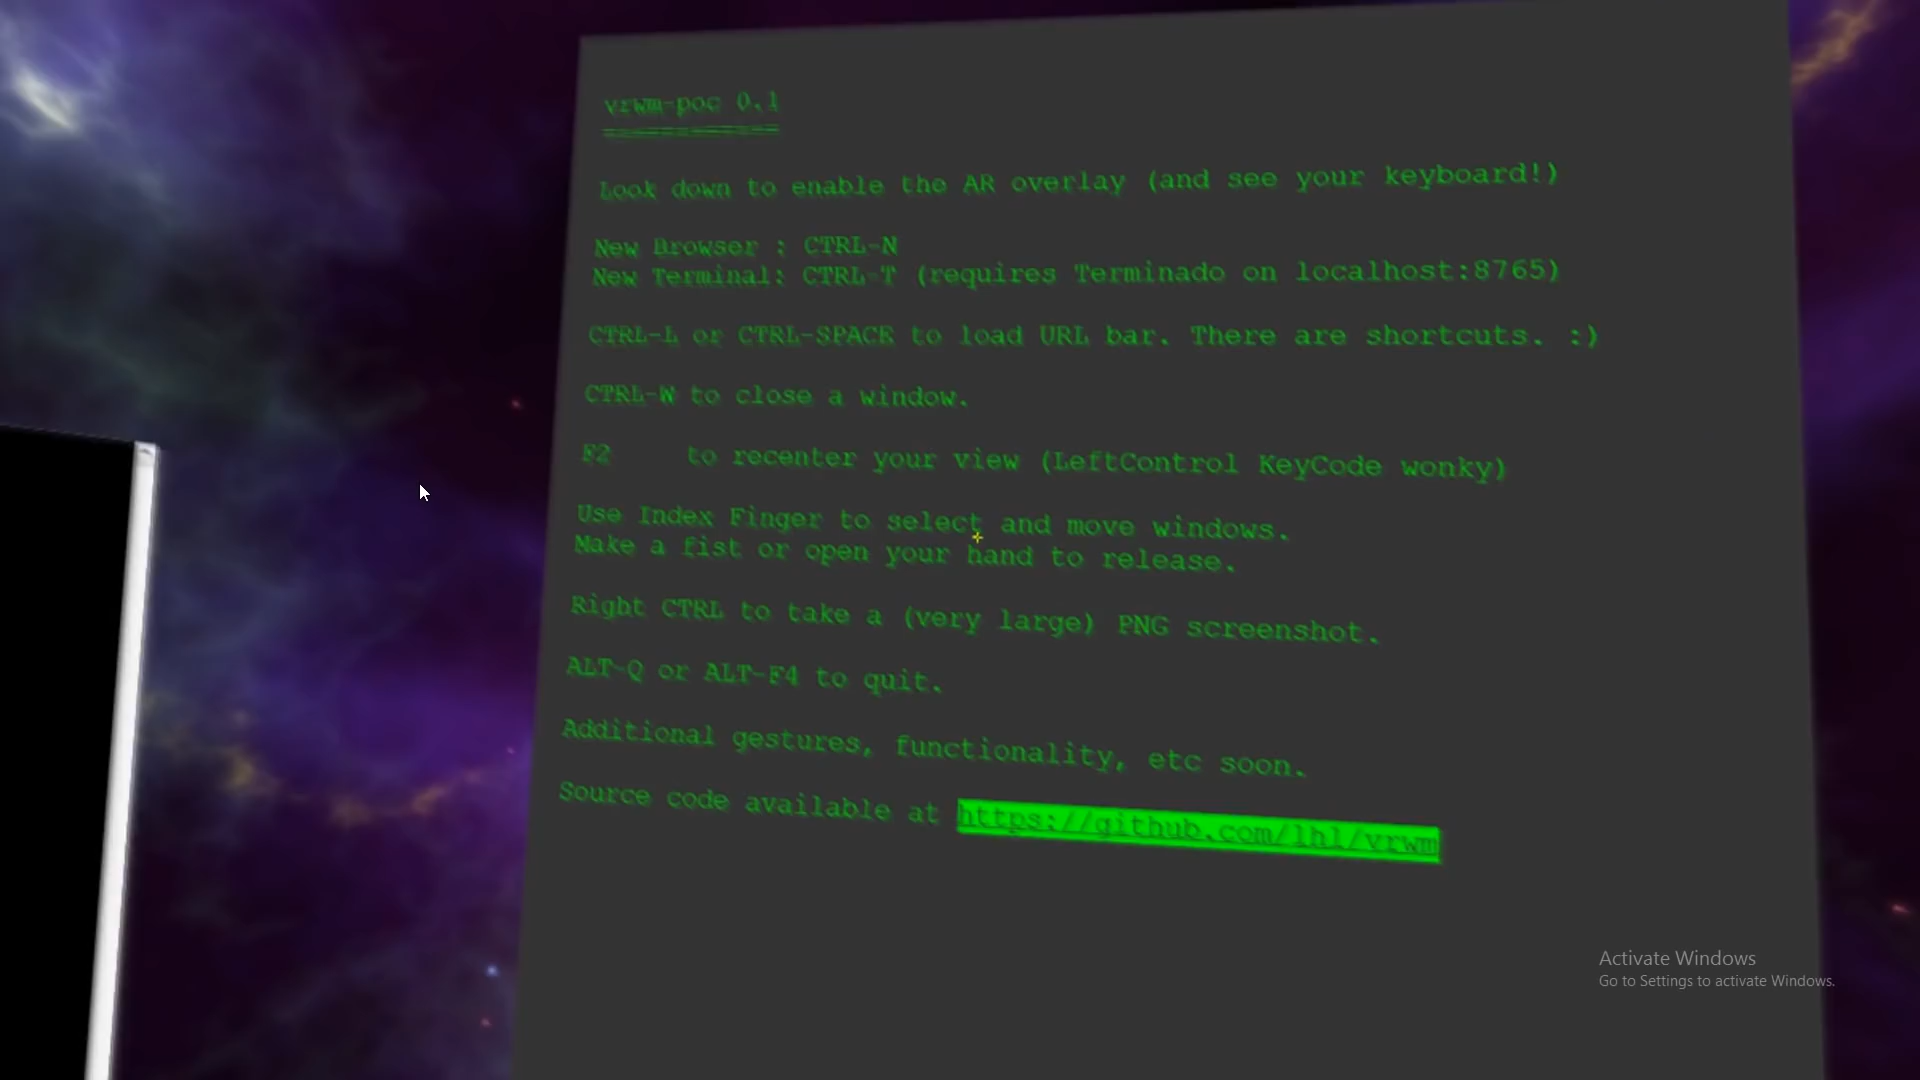 vrwm-poc 0.1
============
Look down to enable the AR overlay (and see your keyboard!)
New Browser : CTRL-N
New Terminal: CTRL-T (requires Terminado on localhost:8765)
CTRL-L or CTRL-SPACE to load URL bar. There are shortcuts. :)
CTRL-W to close a window.
F2 to recenter your view (LeftControl KeyCode wonky)
Use Index Finger to select and move windows.
Make a fist or open your hand to release.
Right CTRL to take a (very large) PNG screenshot.
ALT-Q or ALT-F4 to quit.
Additional gestures, functionality, etc soon.
Source code available at https://github.com/lhl/vrwm
Activate Windows
Go to Settings to activate Windows.